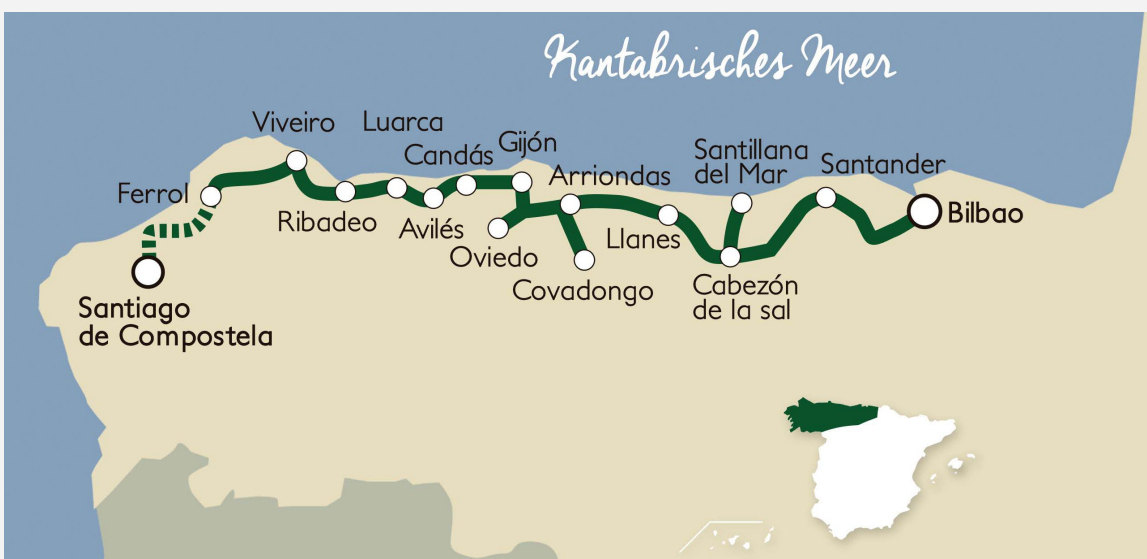 Kantabrisches Meer
Viveiro
Luarca
Candás
Gijón
Ferrol
Arriondas
Santillana
del Mar
Santander
Ribadeo
Avilés
Oviedo
Llanes
Bilbao
Covadongo
Cabezón
de la sal
Santiago
de Compostela